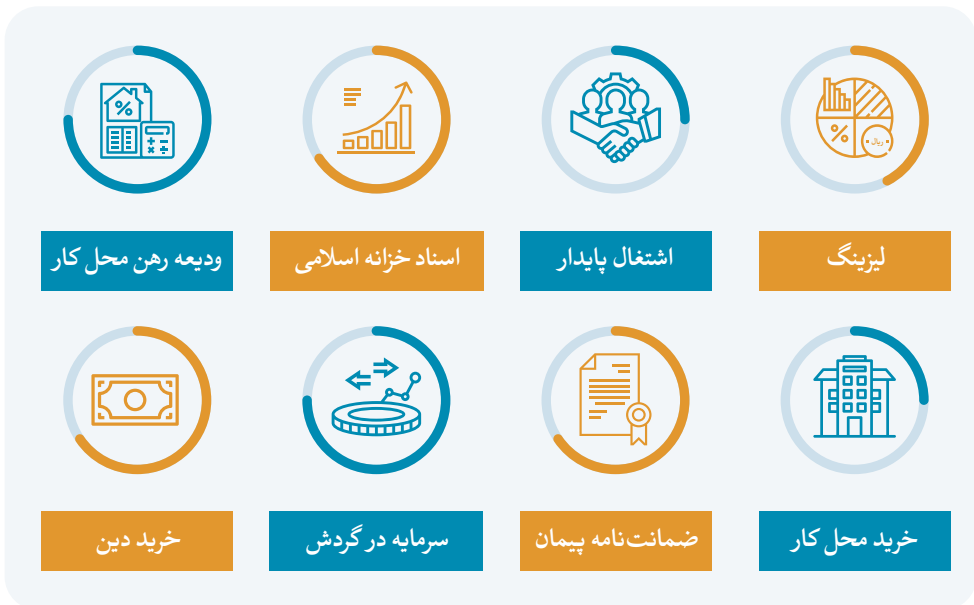 لیزینگ
اشتغال پایدار
اسناد خزانه اسلامی
ودیعه رهن محل کار
خرید محل کار
ضمانت‌نامه پیمان
سرمایه در گردش
خرید دین
%
ریال
%